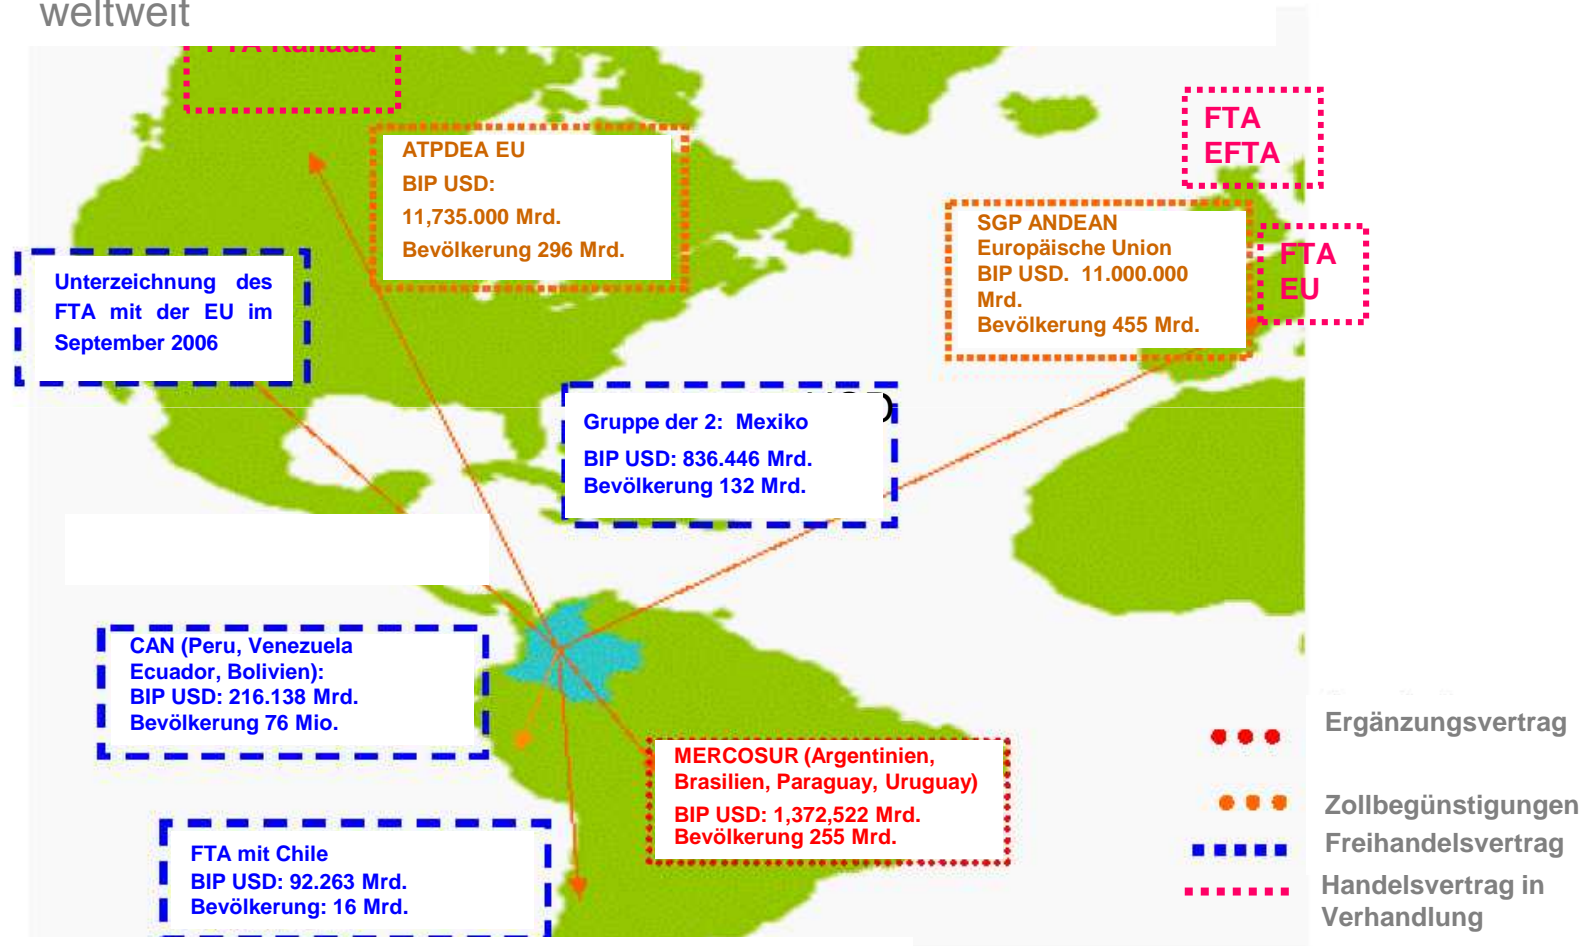 weltweit
FTA Kanada
FTA
EFTA
ATPDEA EU
BIP USD:
11,735.000 Mrd.
Bevölkerung 296 Mrd.
SGP ANDEAN
Europäische Union
BIP USD. 11.000.000
Mrd.
Bevölkerung 455 Mrd.
FTA
EU
Unterzeichnung des
FTA mit der EU im
September 2006
Gruppe der 2: Mexiko
BIP USD: 836.446 Mrd.
Bevölkerung 132 Mrd.
CAN (Peru, Venezuela
Ecuador, Bolivien):
BIP USD: 216.138 Mrd.
Bevölkerung 76 Mio.
MERCOSUR (Argentinien,
Brasilien, Paraguay, Uruguay)
BIP USD: 1,372,522 Mrd.
Bevölkerung 255 Mrd.
FTA mit Chile
BIP USD: 92.263 Mrd.
Bevölkerung: 16 Mrd.
Ergänzungsvertrag
Zollbegünstigungen
Freihandelsvertrag
Handelsvertrag in
Verhandlung